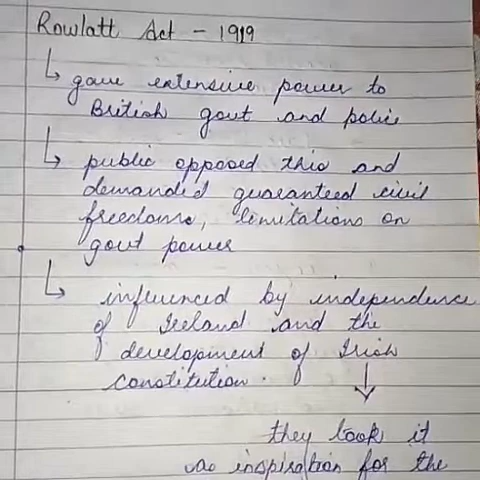 Rowlatt Act - 1919
gave extensive power to
British govt and police
public opposed this and
demanded guaranteed civil
freedoms, limitations on
govt power
influenced by independence
of Ireland and the
development of Irish
constitution.
they took it
as inspiration for the